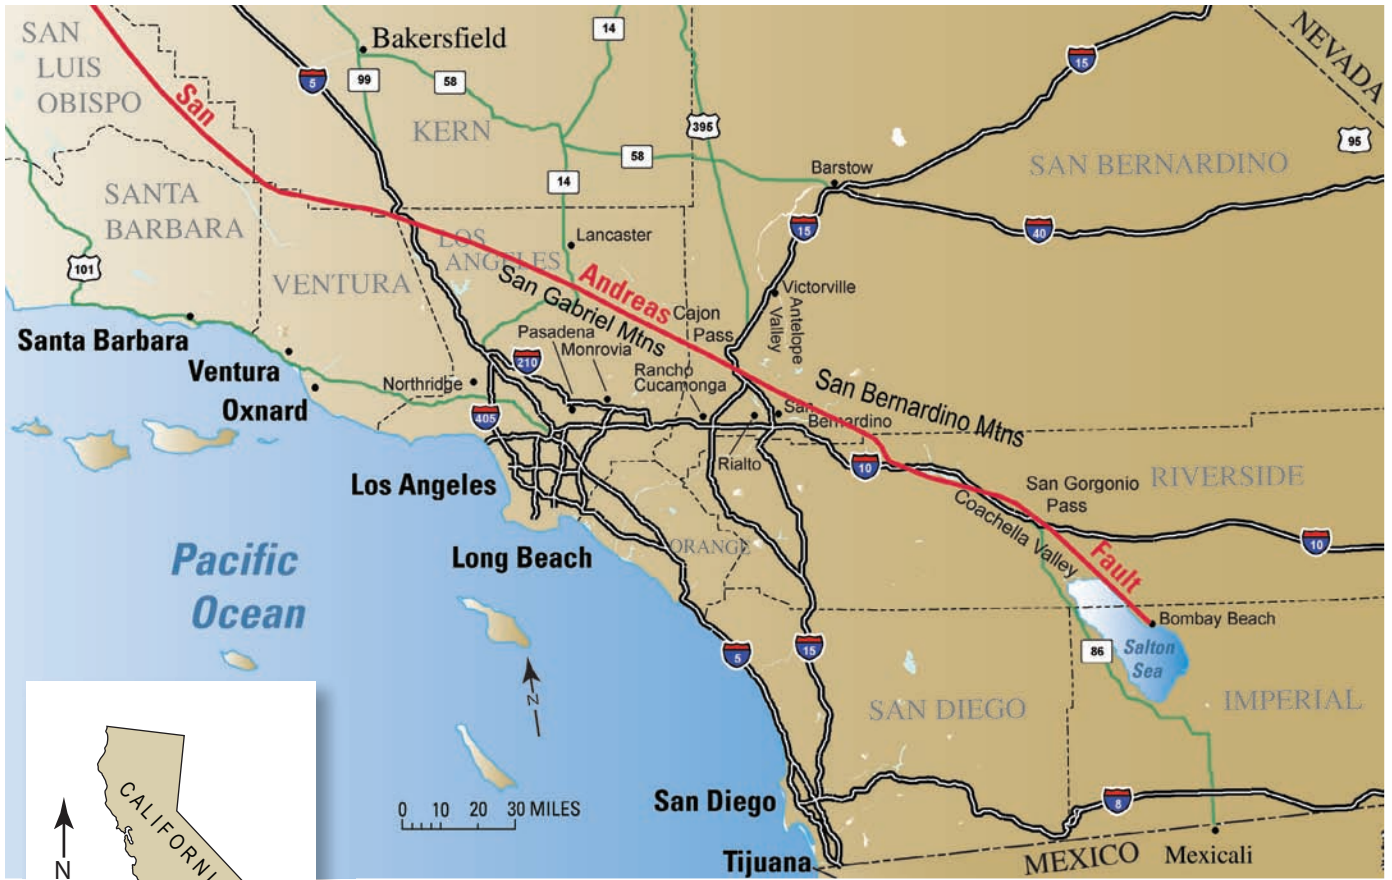 SAN
LUIS
OBISPO
5
Bakersfield
99
58
14
KERN
395
15
NEVADA
95
San
58
14
Barstow
SAN BERNARDINO
SANTA
BARBARA
101
VENTURA
LOS
ANGELES
Lancaster
15
40
San Gabriel Mtns
Andreas
Cajon
Pass
Victorville
Antelope
Valley
Santa Barbara
Ventura
Oxnard
Pasadena
Monrovia
210
Northridge
Rancho
Cucamonga
405
San
Bernardino
San Bernardino Mtns
Rialto
10
Los Angeles
RIVERSIDE
San Gorgonio
Pass
Coachella Valley
10
Fault
Long Beach
ORANGE
Pacific
Ocean
Bombay Beach
Salton
Sea
86
5
15
N
SAN DIEGO
IMPERIAL
0 10 20 30 MILES
San Diego
8
Tijuana
MEXICO
Mexicali
CALIFORNI
N